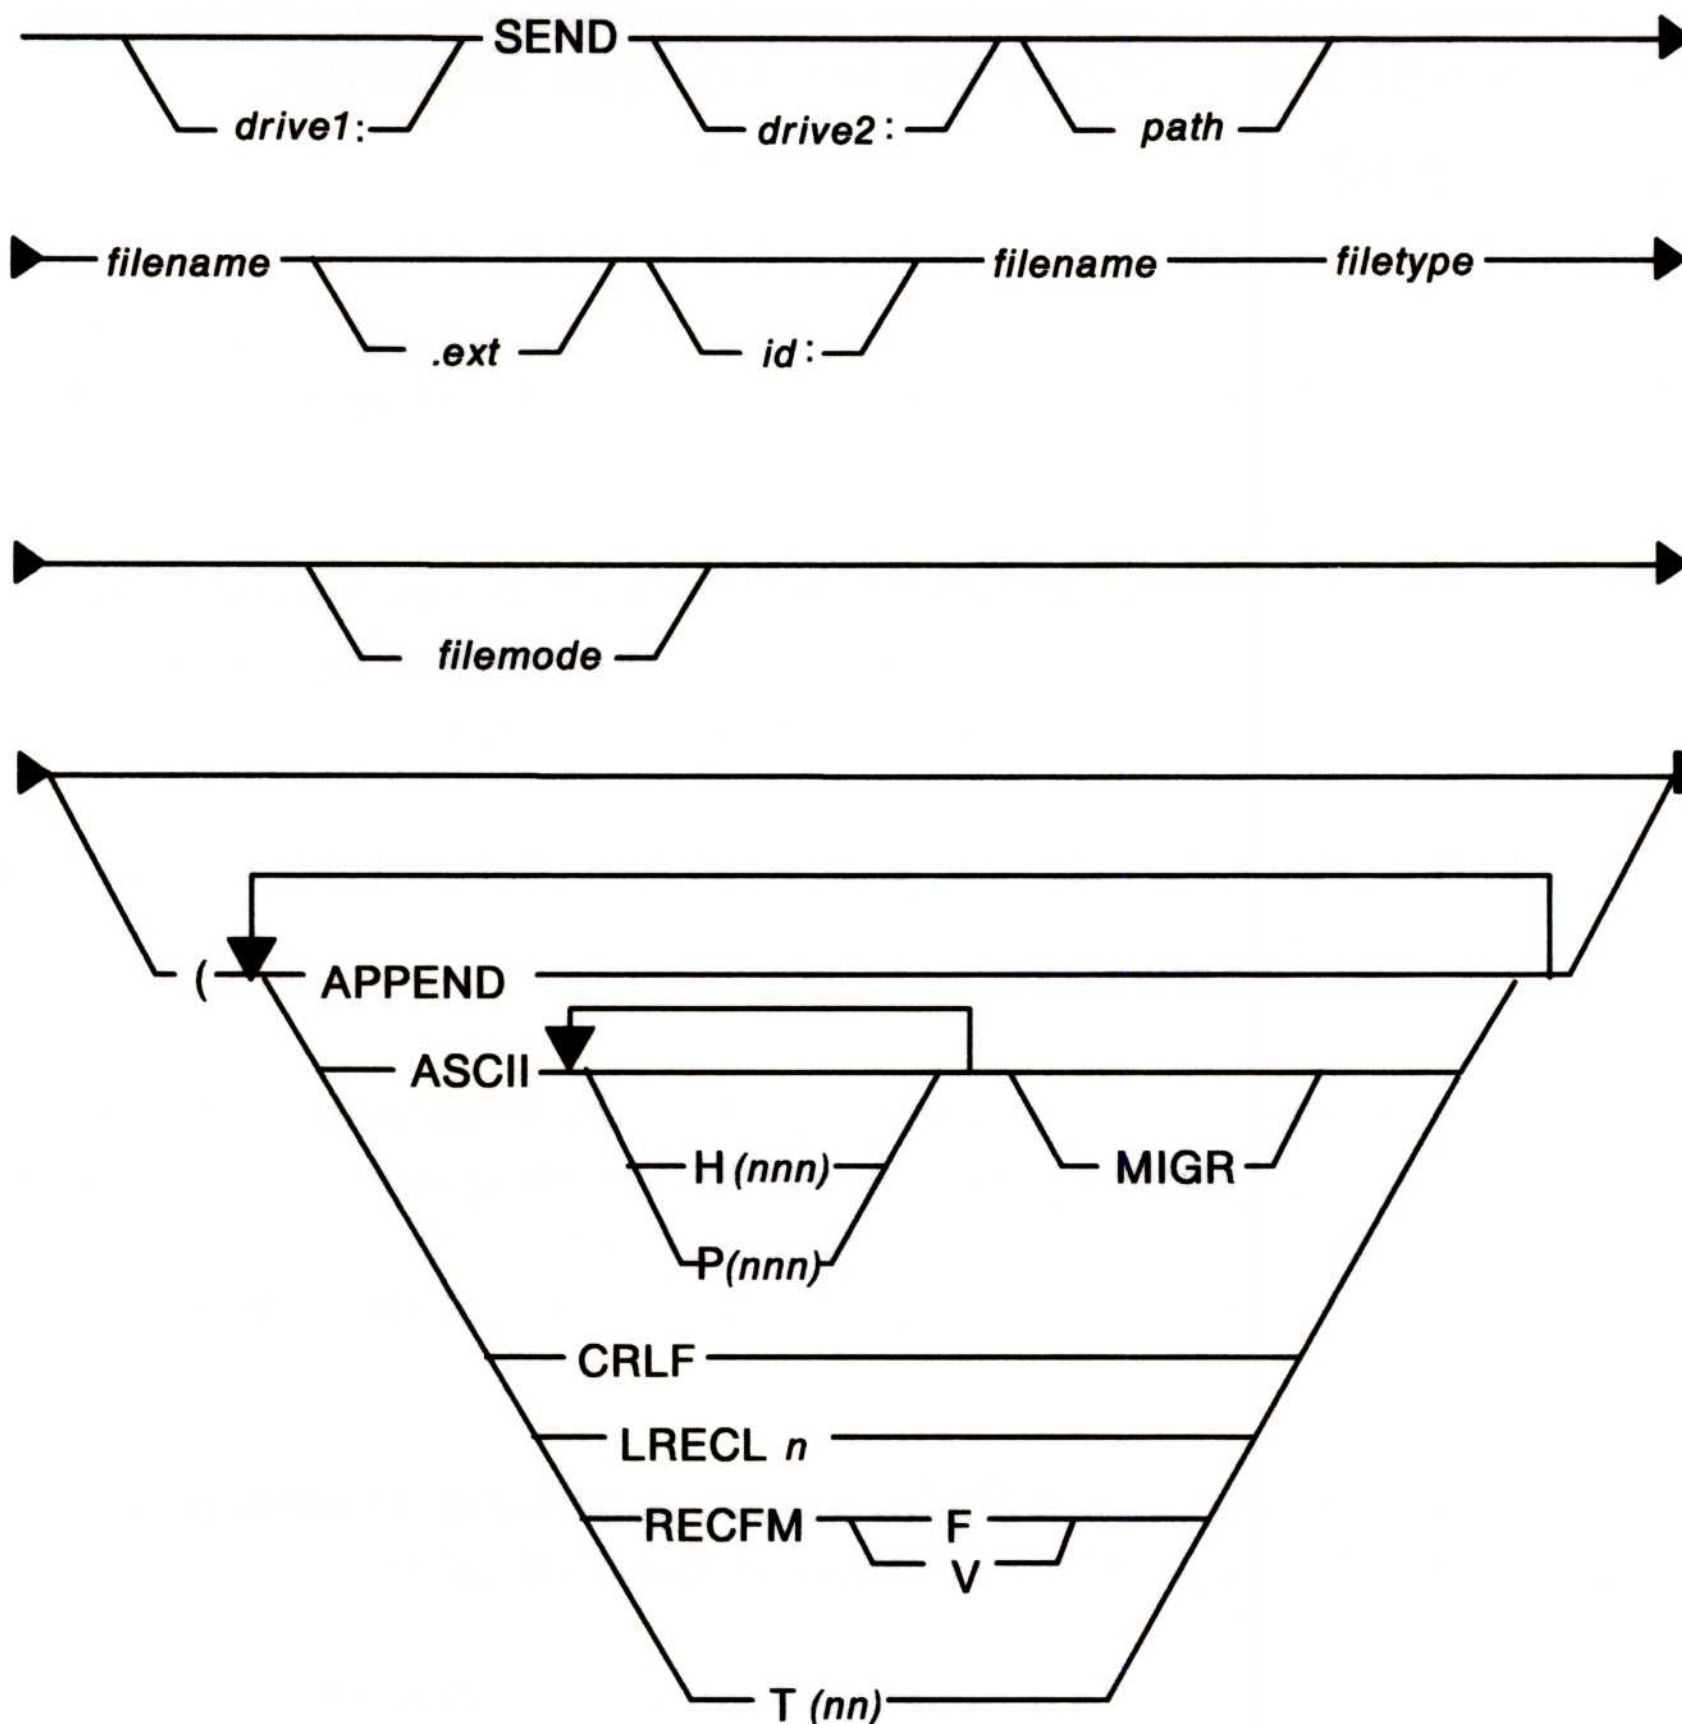 SEND
drive1: drive2: path
filename filename filetype
.ext id:
filemode
( APPEND
ASCII
H (nnn) MIGR
P(nnn)
CRLF
LRECL n
RECFM F
V
T (nn)